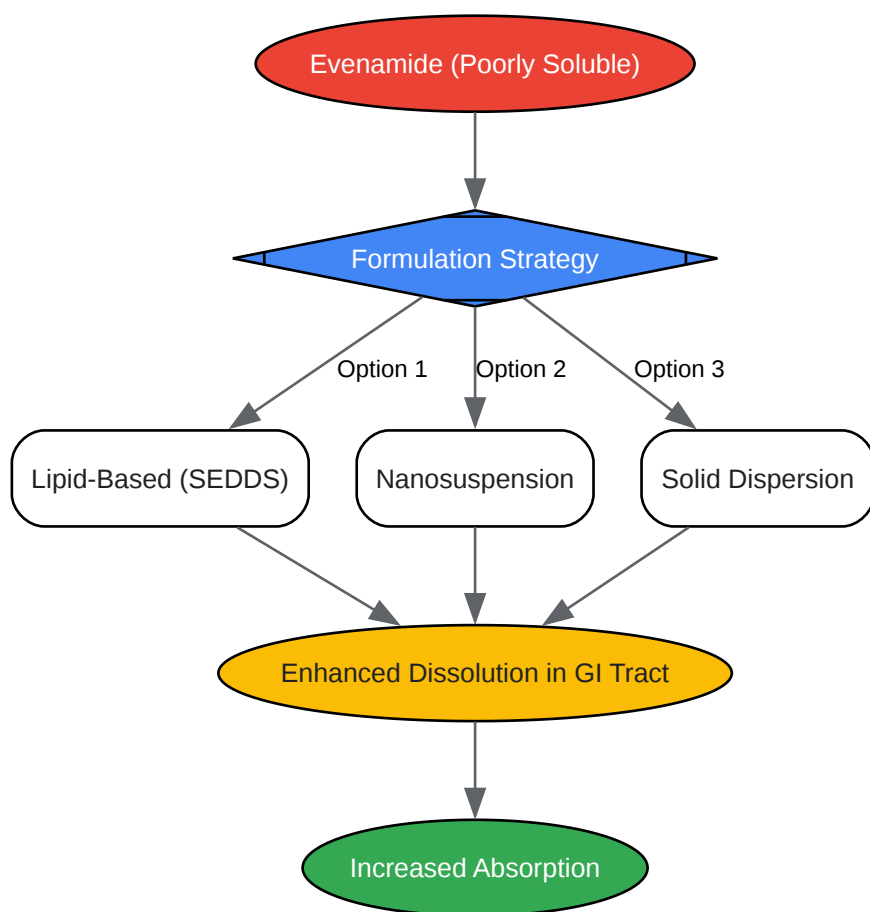 Evenamide (Poorly Soluble)
Formulation Strategy
Option 1
Option 2
Option 3
Lipid-Based (SEDDS)
Nanosuspension
Solid Dispersion
Enhanced Dissolution in GI Tract
Increased Absorption